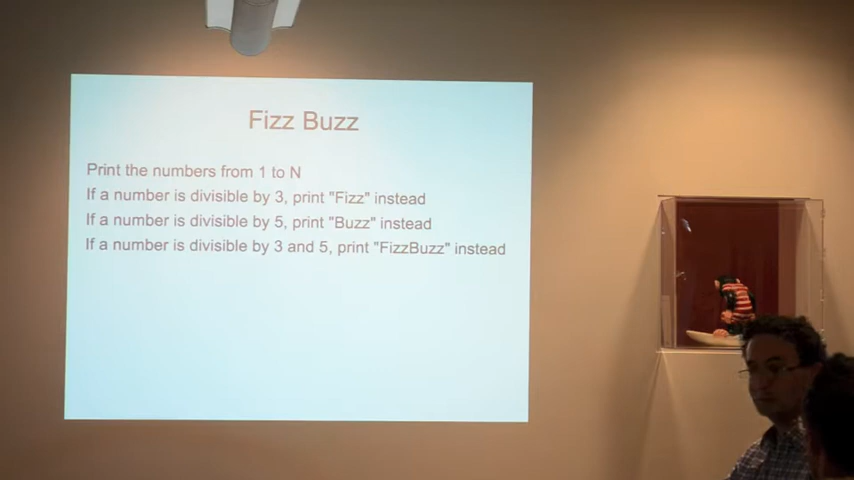 Fizz Buzz
Print the numbers from 1 to N
If a number is divisible by 3, print "Fizz" instead
If a number is divisible by 5, print "Buzz" instead
If a number is divisible by 3 and 5, print "FizzBuzz" instead